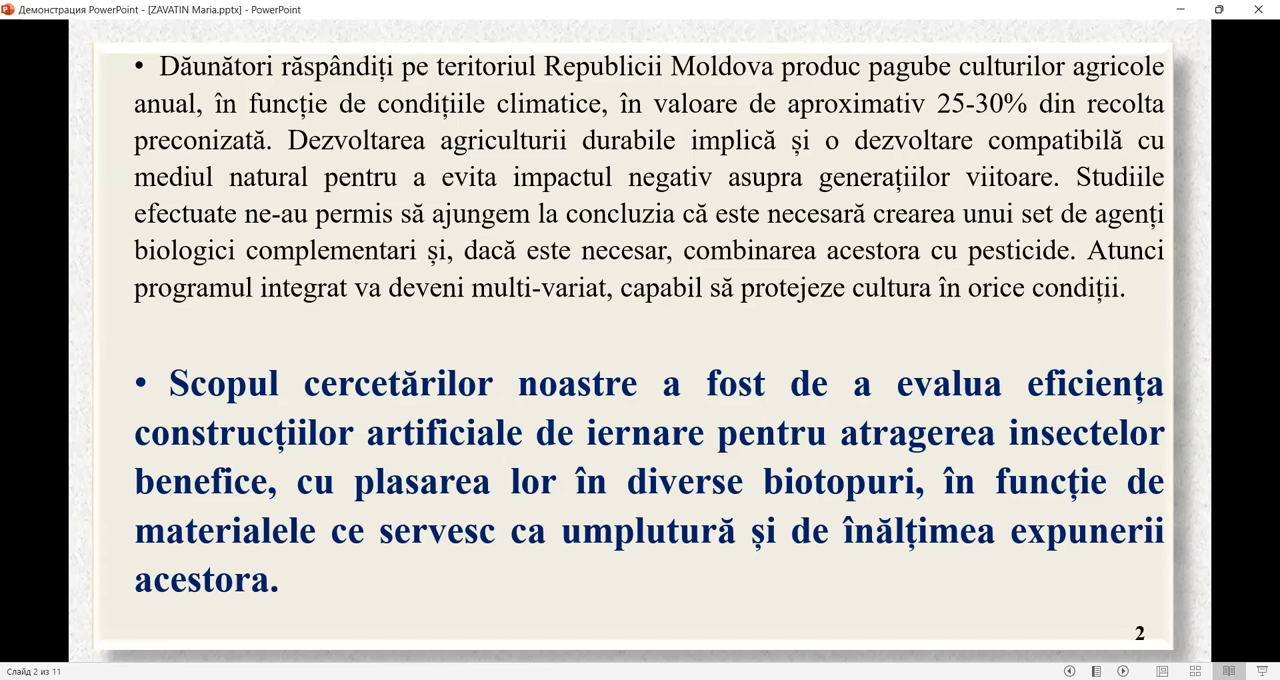 Демонстрация PowerPoint - [ZAVATIN Maria.pptx] - PowerPoint
• Dăunători răspândiți pe teritoriul Republicii Moldova produc pagube culturilor agricole
anual, în funcție de condițiile climatice, în valoare de aproximativ 25-30% din recolta
preconizată. Dezvoltarea agriculturii durabile implică și o dezvoltare compatibilă cu
mediul natural pentru a evita impactul negativ asupra generațiilor viitoare. Studiile
efectuate ne-au permis să ajungem la concluzia că este necesară crearea unui set de agenți
biologici complementari și, dacă este necesar, combinarea acestora cu pesticide. Atunci
programul integrat va deveni multi-variat, capabil să protejeze cultura în orice condiții.
• Scopul cercetărilor noastre a fost de a evalua eficiența
construcțiilor artificiale de iernare pentru atragerea insectelor
benefice, cu plasarea lor în diverse biotopuri, în funcție de
materialele ce servesc ca umplutură și de înălțimea expunerii
acestora.
2
Слайд 2 из 11